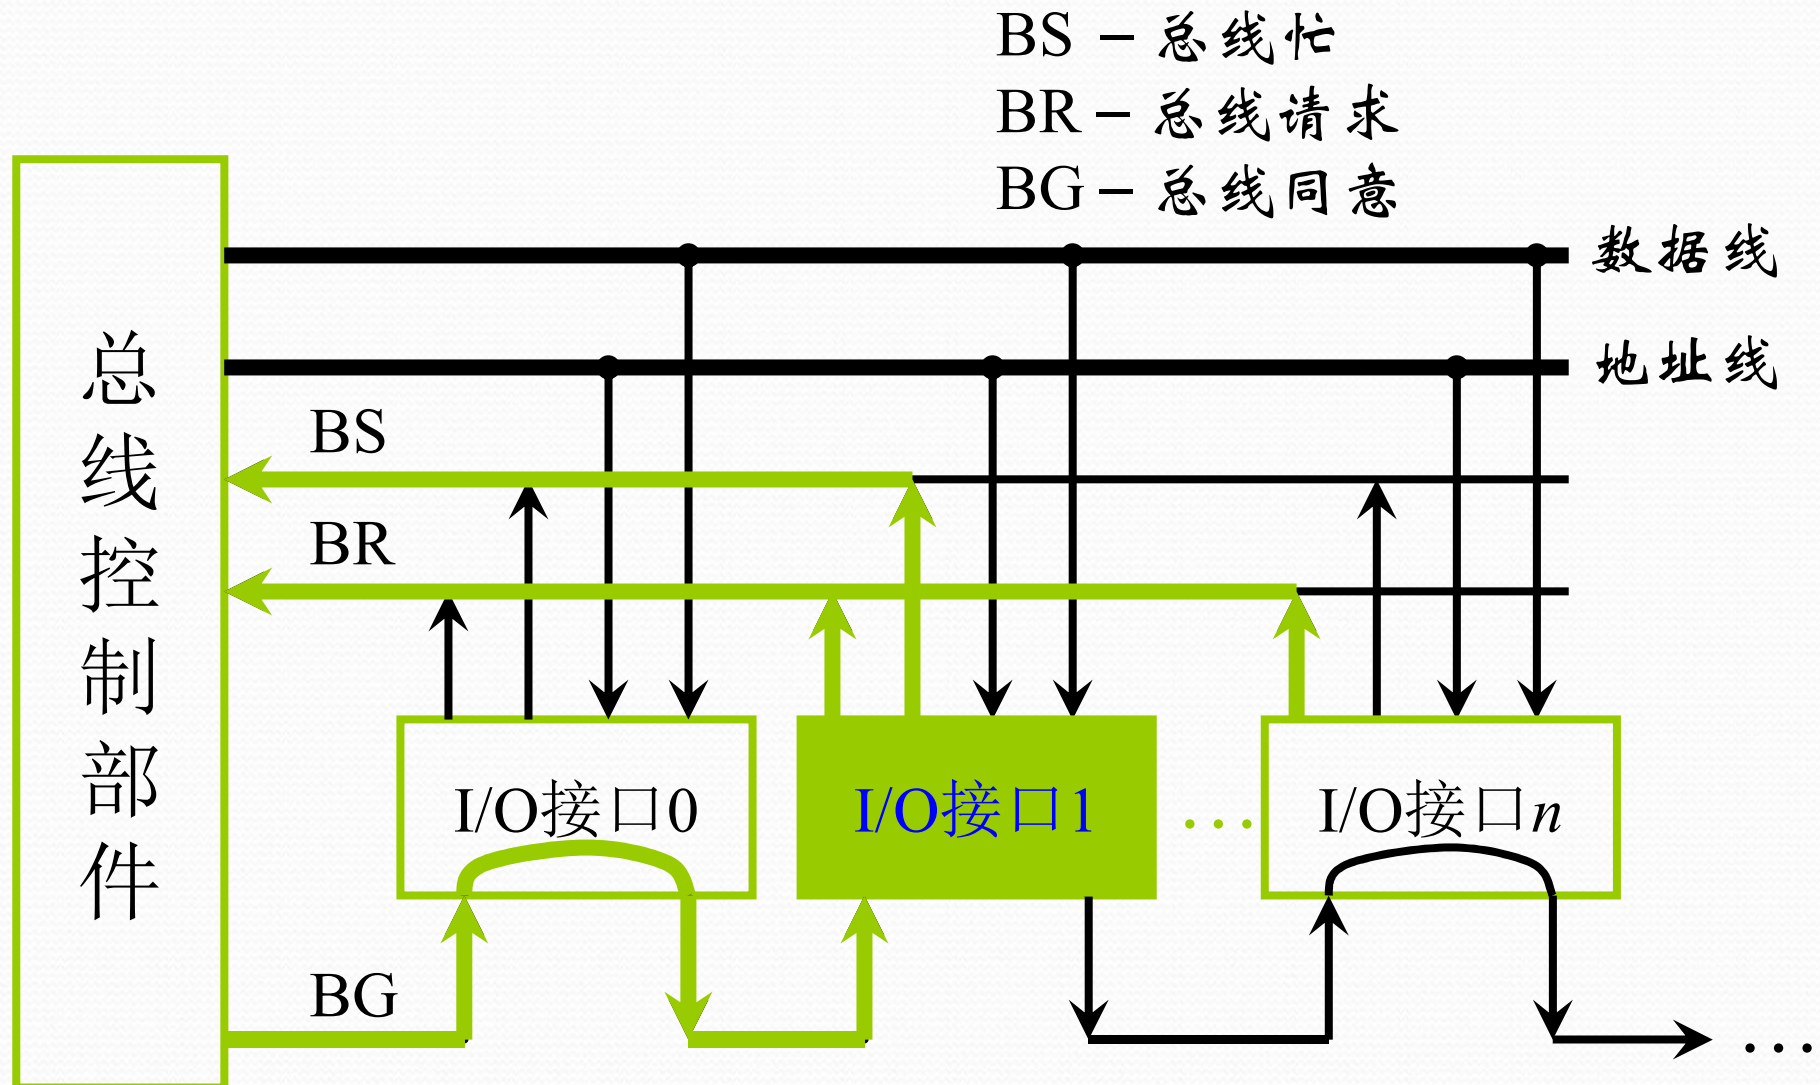 BS – 总线忙
BR – 总线请求
BG – 总线同意
数据线
地址线
总线控制部件
BS
BR
I/O接口0
I/O接口1
…
I/O接口n
BG
…